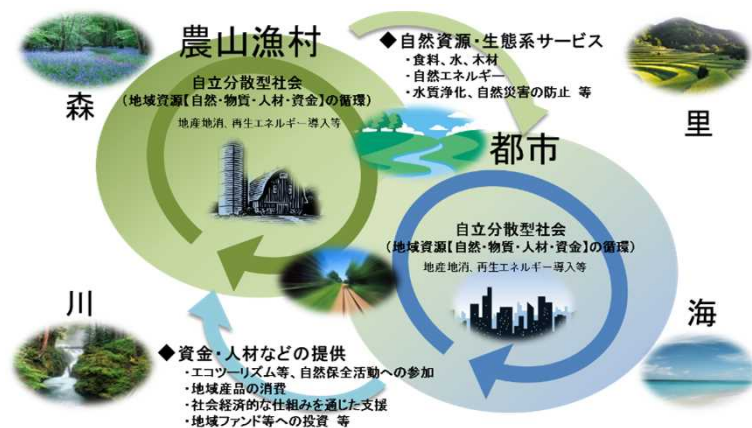 農山漁村
森
自立分散型社会
(地域資源【自然・物質・人材・資金】の循環)
地産地消、再生エネルギー導入等
◆自然資源・生態系サービス
・食料、水、木材
・自然エネルギー
・水質浄化、自然災害の防止 等
里
都市
自立分散型社会
(地域資源【自然・物質・人材・資金】の循環)
地産地消、再生エネルギー導入等
川
◆資金・人材などの提供
・エコツーリズム等、自然保全活動への参加
・地域産品の消費
・社会経済的な仕組みを通じた支援
・地域ファンド等への投資 等
海